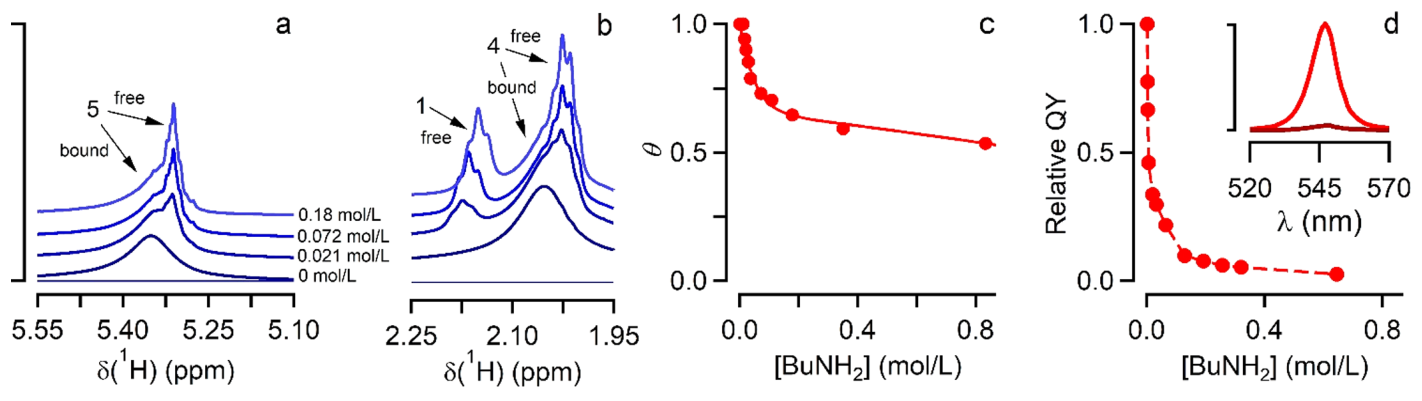 a
5
free
bound
0.18 mol/L
0.072 mol/L
0.021 mol/L
0 mol/L
5.55 5.40 5.25 5.10
δ(¹H) (ppm)
b
4 free
bound
1
free
2.25 2.10 1.95
δ(¹H) (ppm)
c
1.0
0.5
0.0
θ
0.0 0.4 0.8
[BuNH₂] (mol/L)
d
1.0
0.5
0.0
Relative QY
520 545 570
λ (nm)
0.0 0.4 0.8
[BuNH₂] (mol/L)